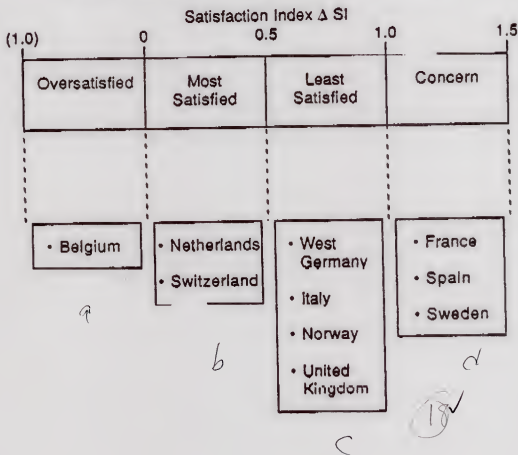 Satisfaction Index Δ SI
(1.0) 0 0.5 1.0 1.5
Oversatisfied
Most
Satisfied
Least
Satisfied
Concern
• Belgium
• Netherlands
• Switzerland
• West
Germany
• Italy
• Norway
• United
Kingdom
• France
• Spain
• Sweden
a
b
c
d
18✓